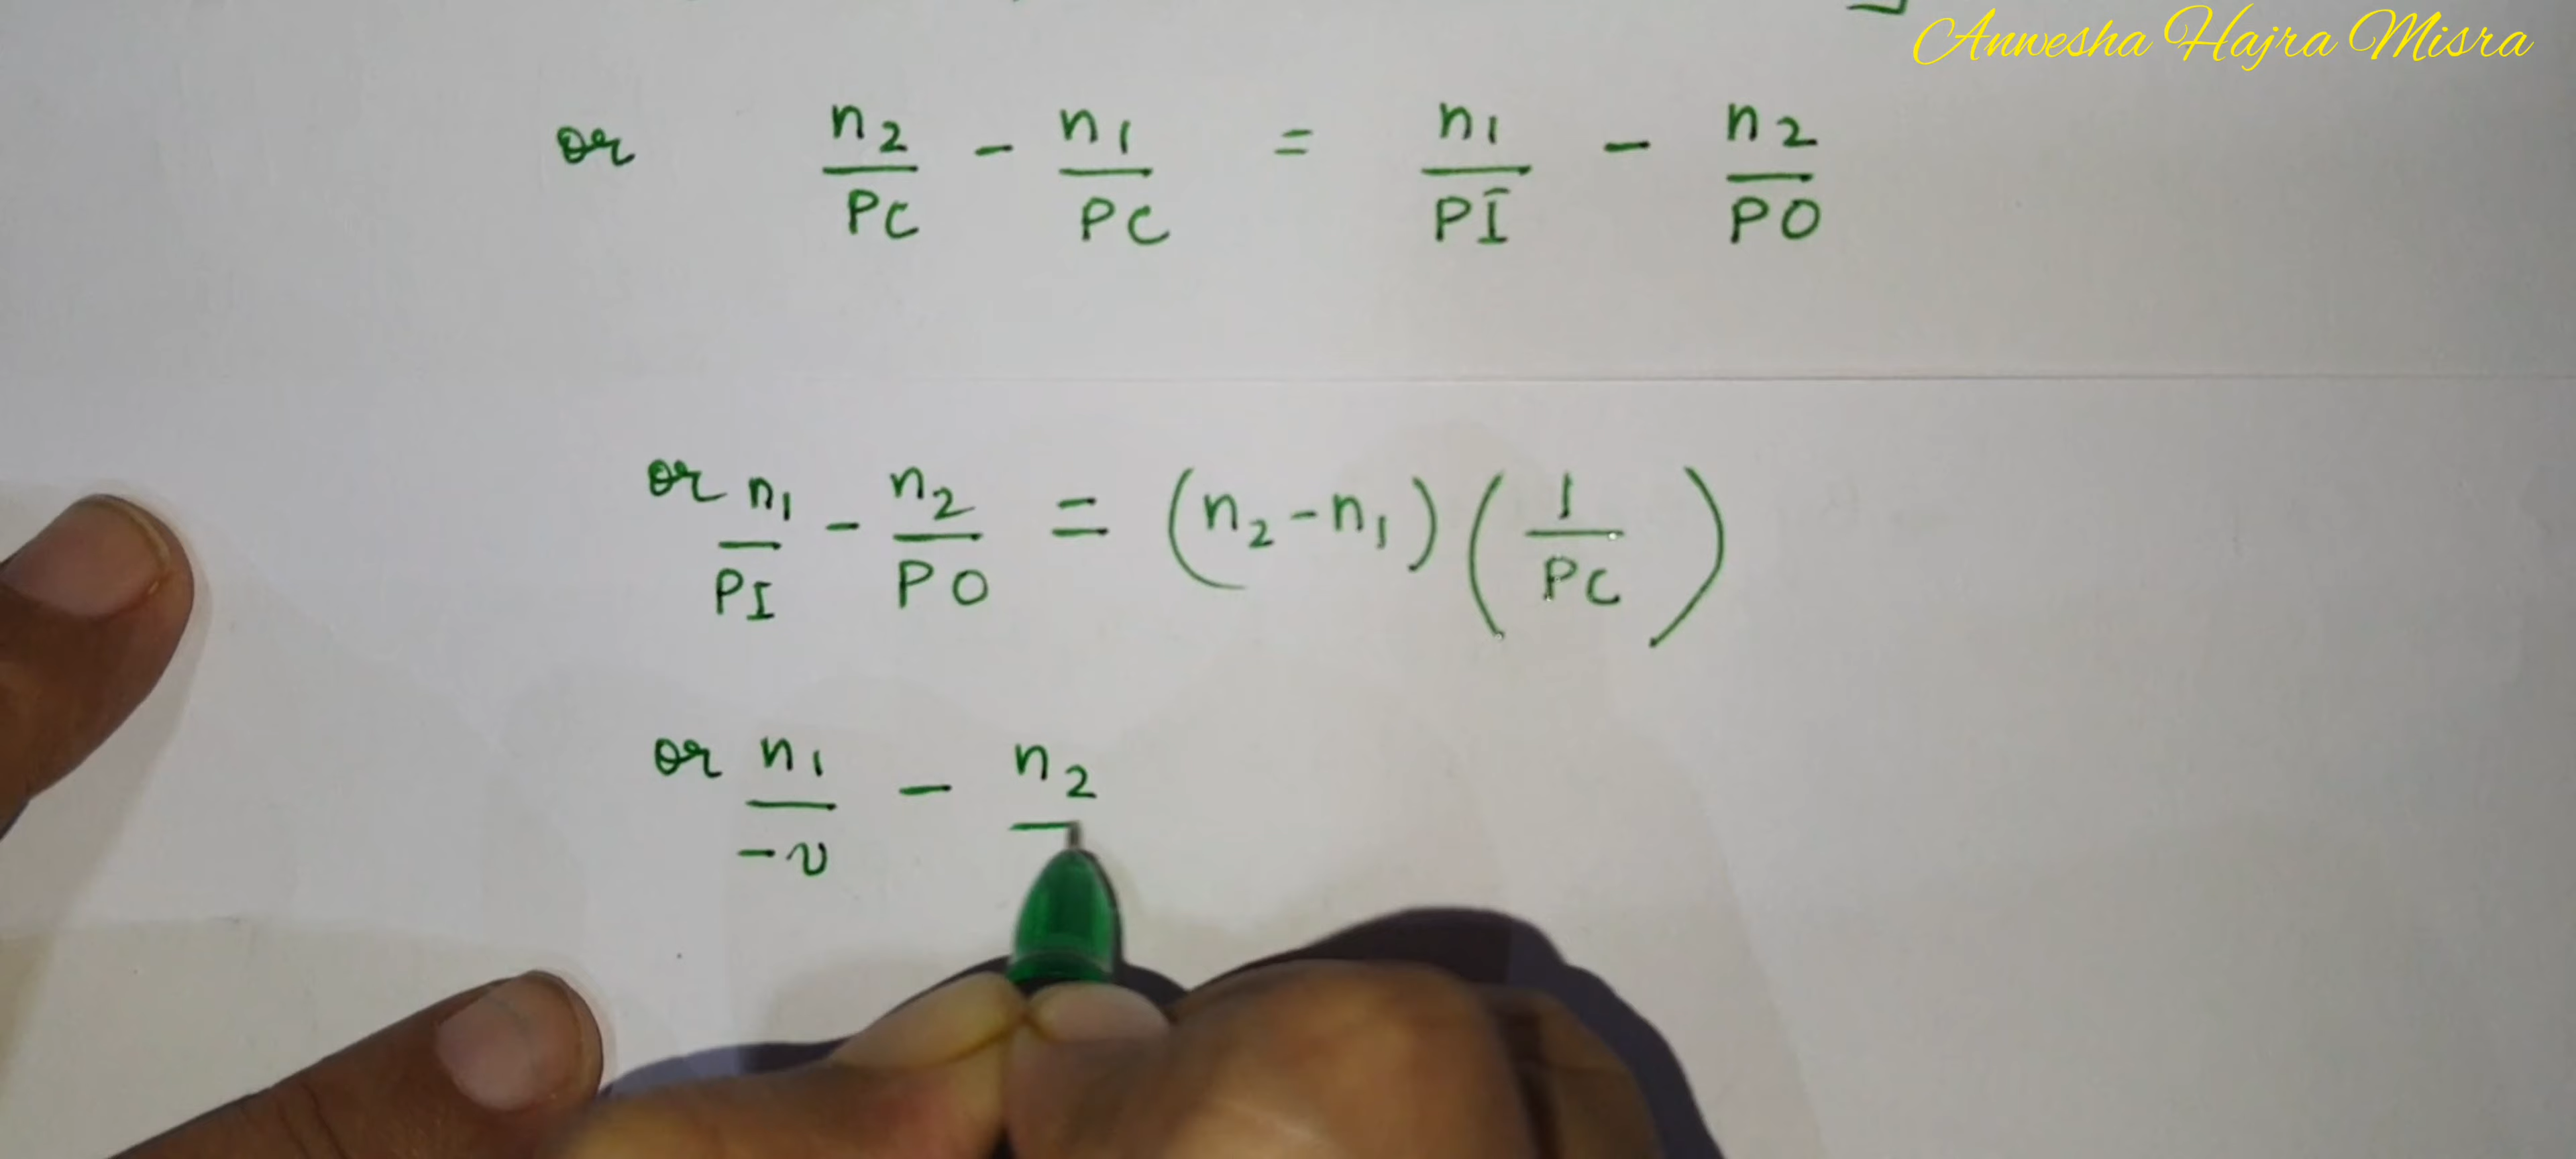 Anwesha Hajra Misra
or n₂/PC - n₁/PC = n₁/PI - n₂/PO
or n₁/PI - n₂/PO = (n₂-n₁)(1/PC)
or n₁/-v - n₂/